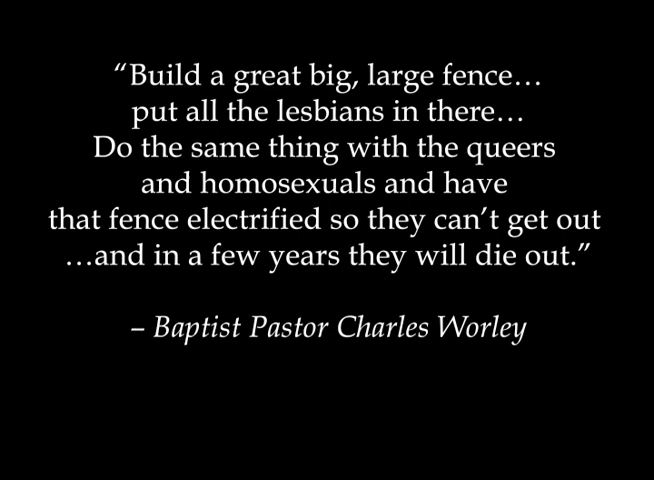 “Build a great big, large fence…
put all the lesbians in there…
Do the same thing with the queers
and homosexuals and have
that fence electrified so they can’t get out
…and in a few years they will die out.”
– Baptist Pastor Charles Worley